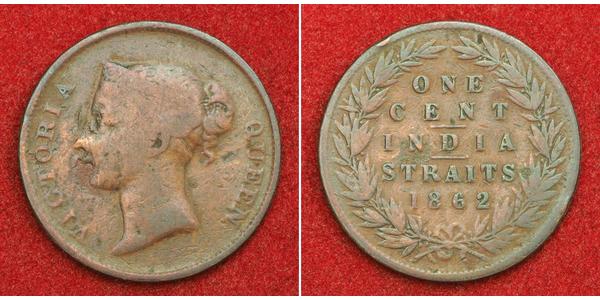 VICTORIA QUEEN
ONE
CENT
INDIA
STRAITS
1862